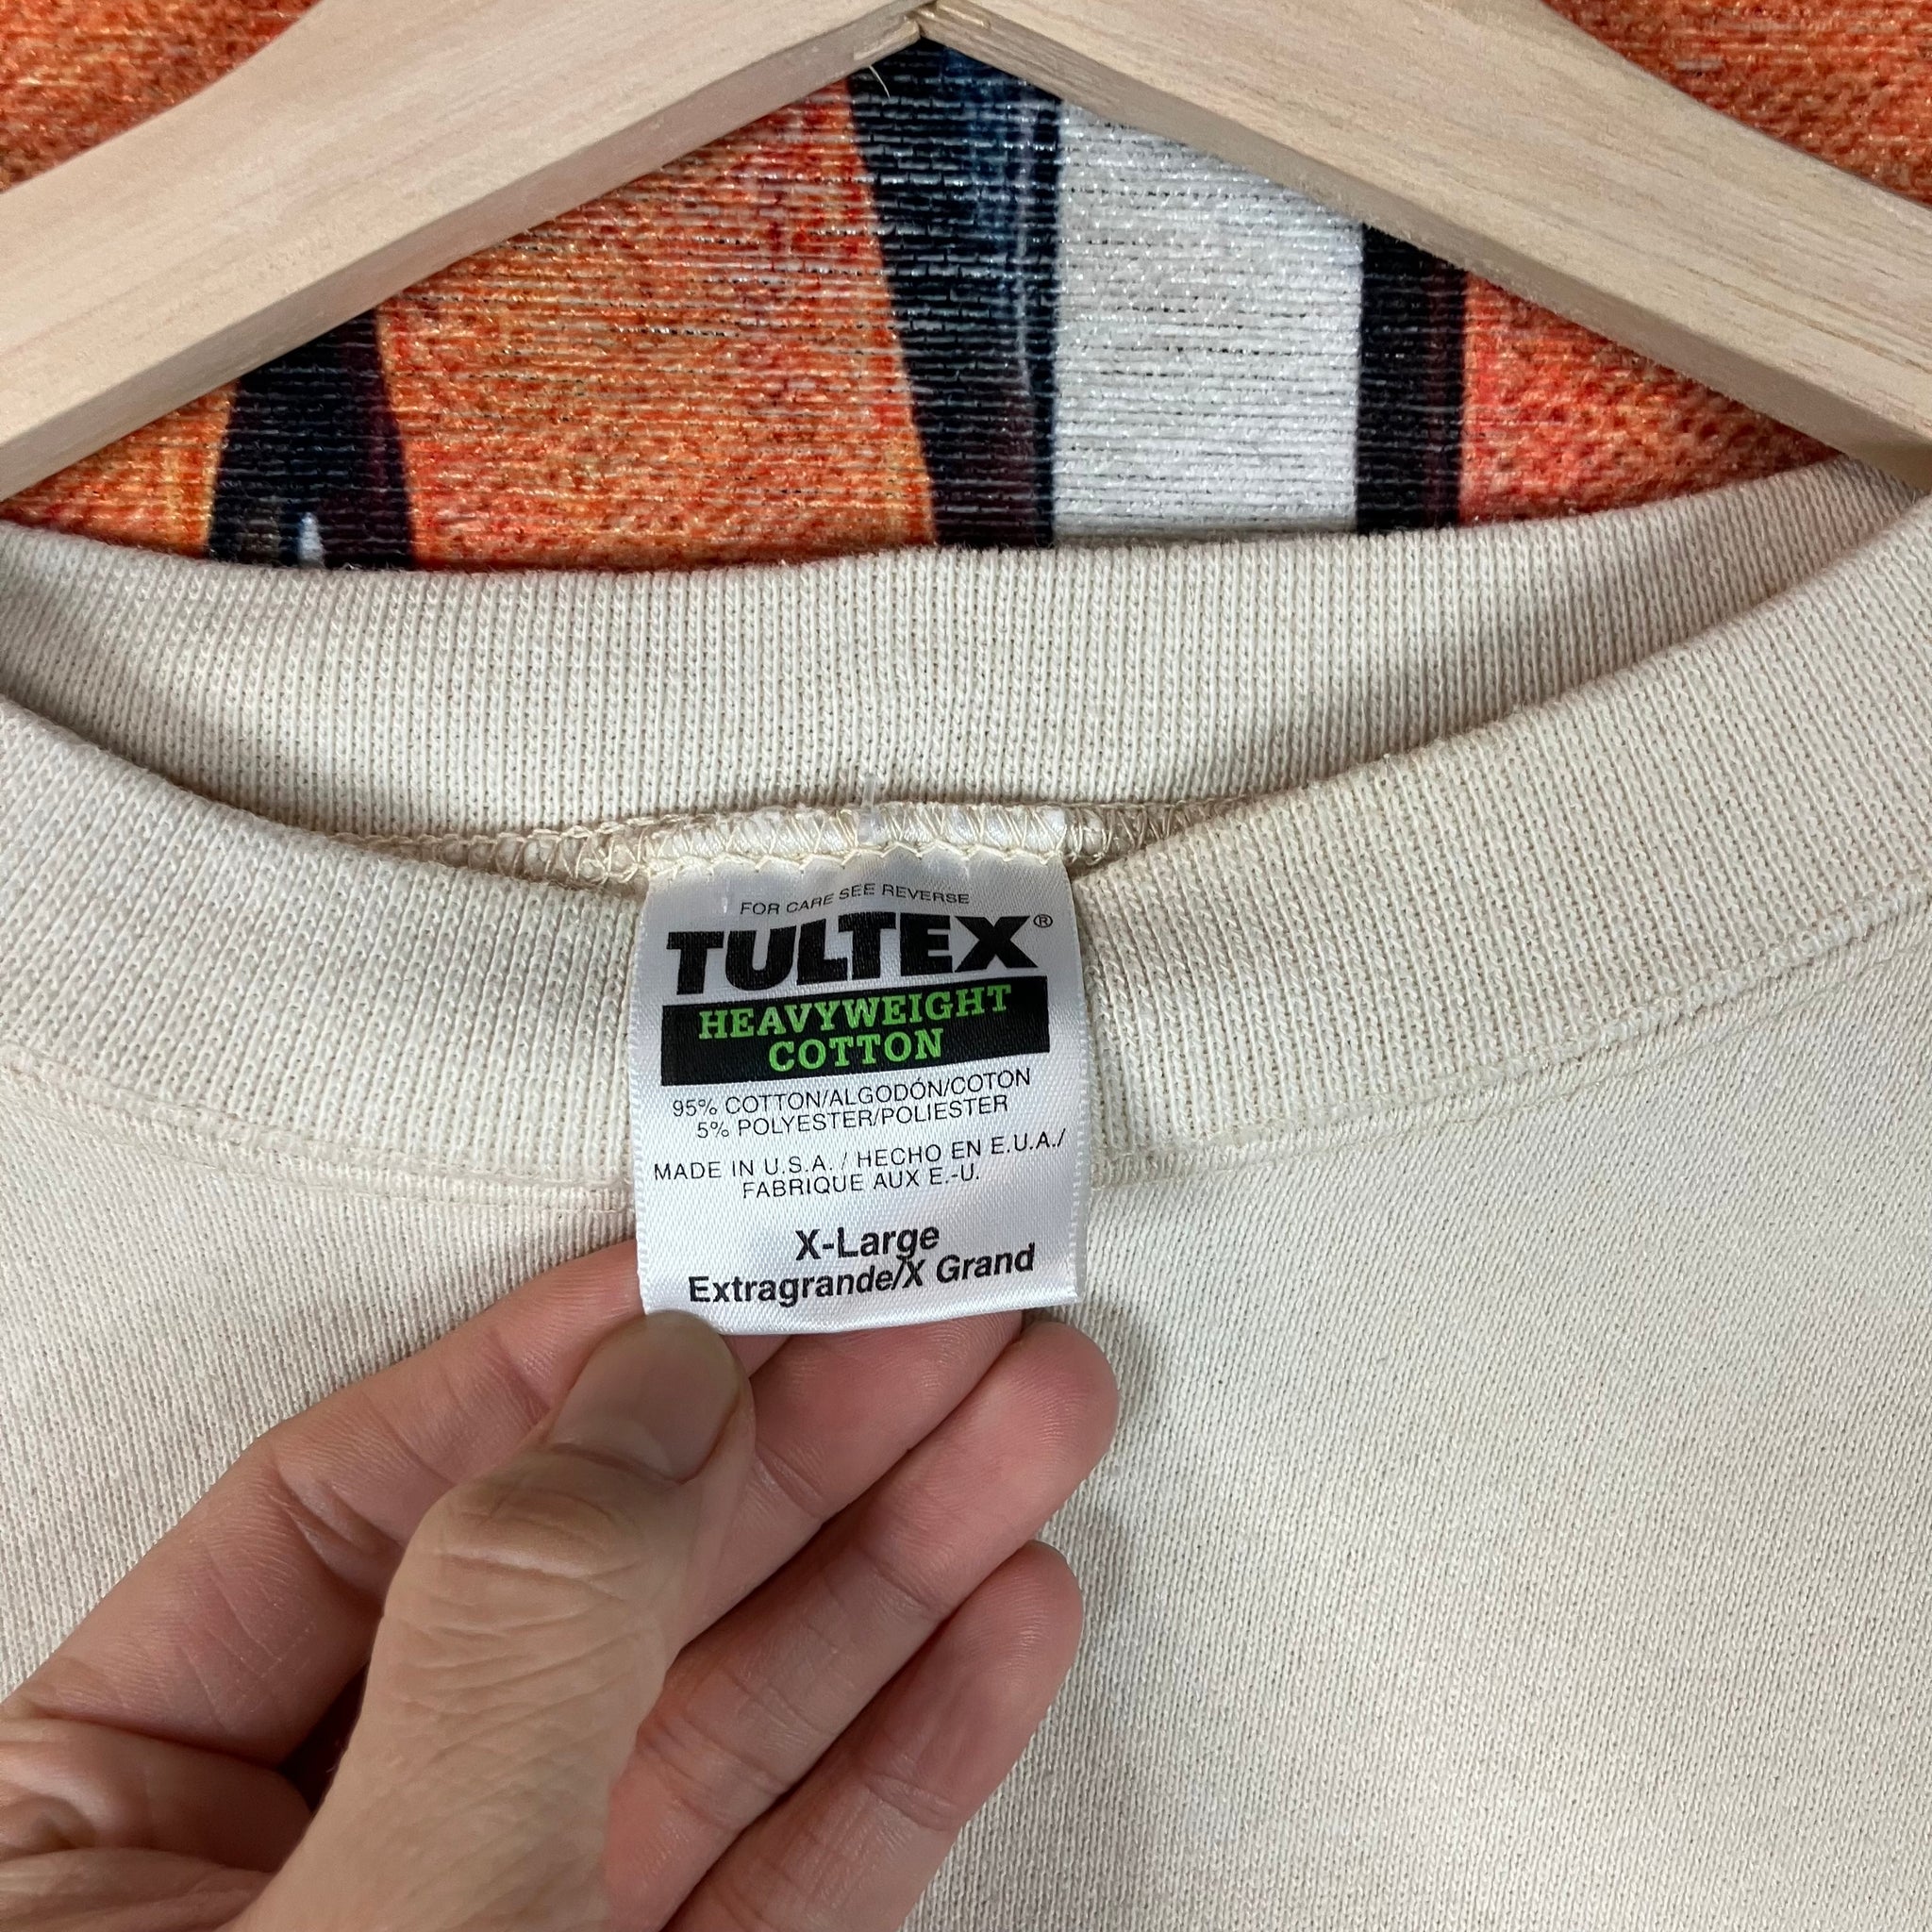 FOR CARE SEE REVERSE
TULTEX®
HEAVYWEIGHT
COTTON
95% COTTON/ALGODÓN/COTON
5% POLYESTER/POLIESTER
MADE IN U.S.A. / HECHO EN E.U.A./
FABRIQUE AUX E.-U.
X-Large
Extragrande/X Grand